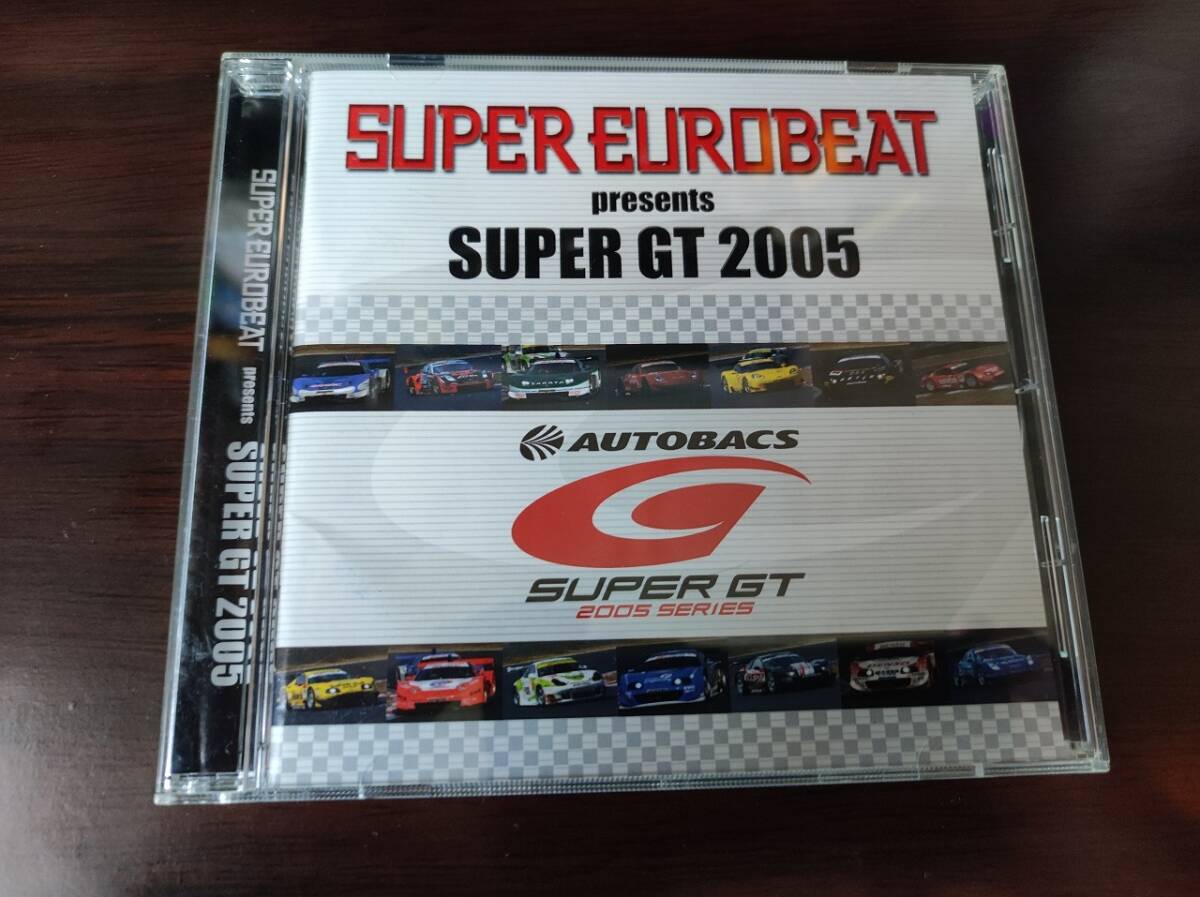 SUPER EUROBEAT
presents
SUPER GT 2005
AUTOBACS
SUPER GT
2005 SERIES
SUPER EUROBEAT presents SUPER GT 2005